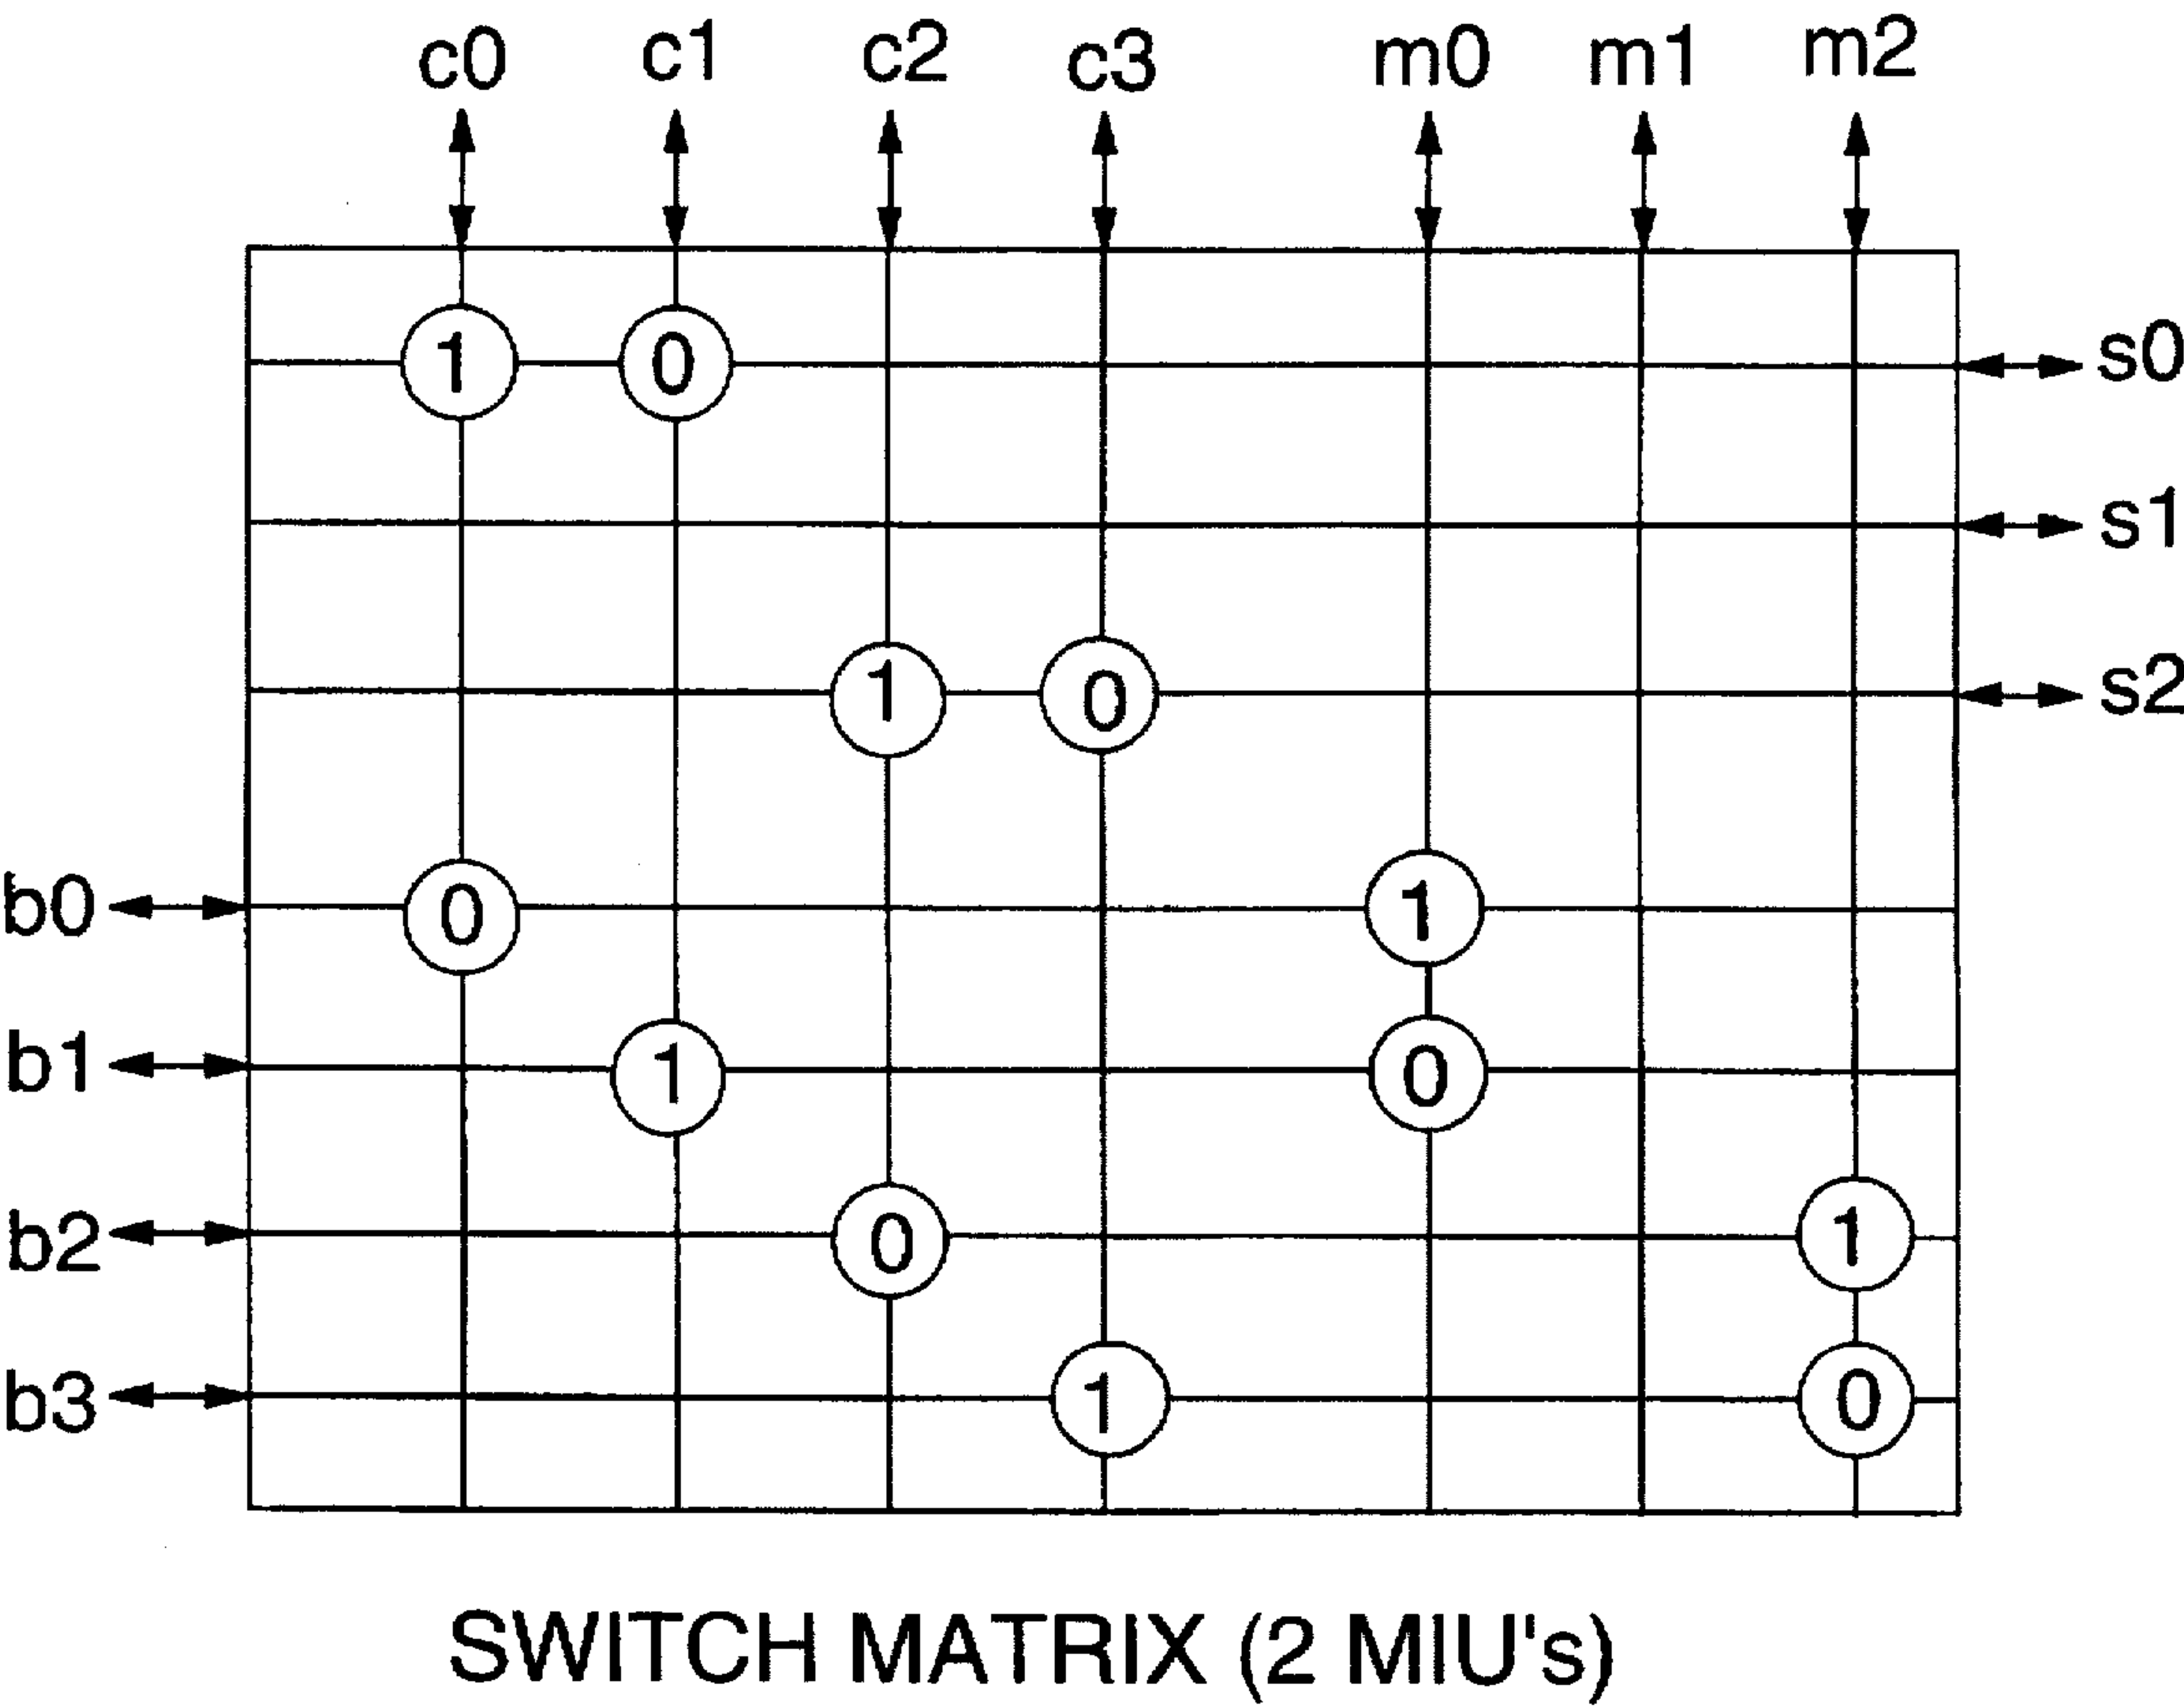 c0 c1 c2 c3 m0 m1 m2
1 0 s0
s1
1 0 s2
b0 0 1
b1 1 0
b2 0 1
b3 1 0
SWITCH MATRIX (2 MIU's)